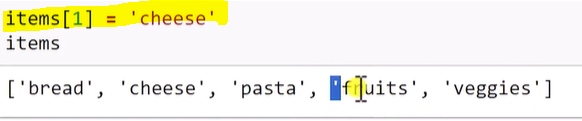 items[1] = 'cheese'
items
['bread', 'cheese', 'pasta', 'fruits', 'veggies']